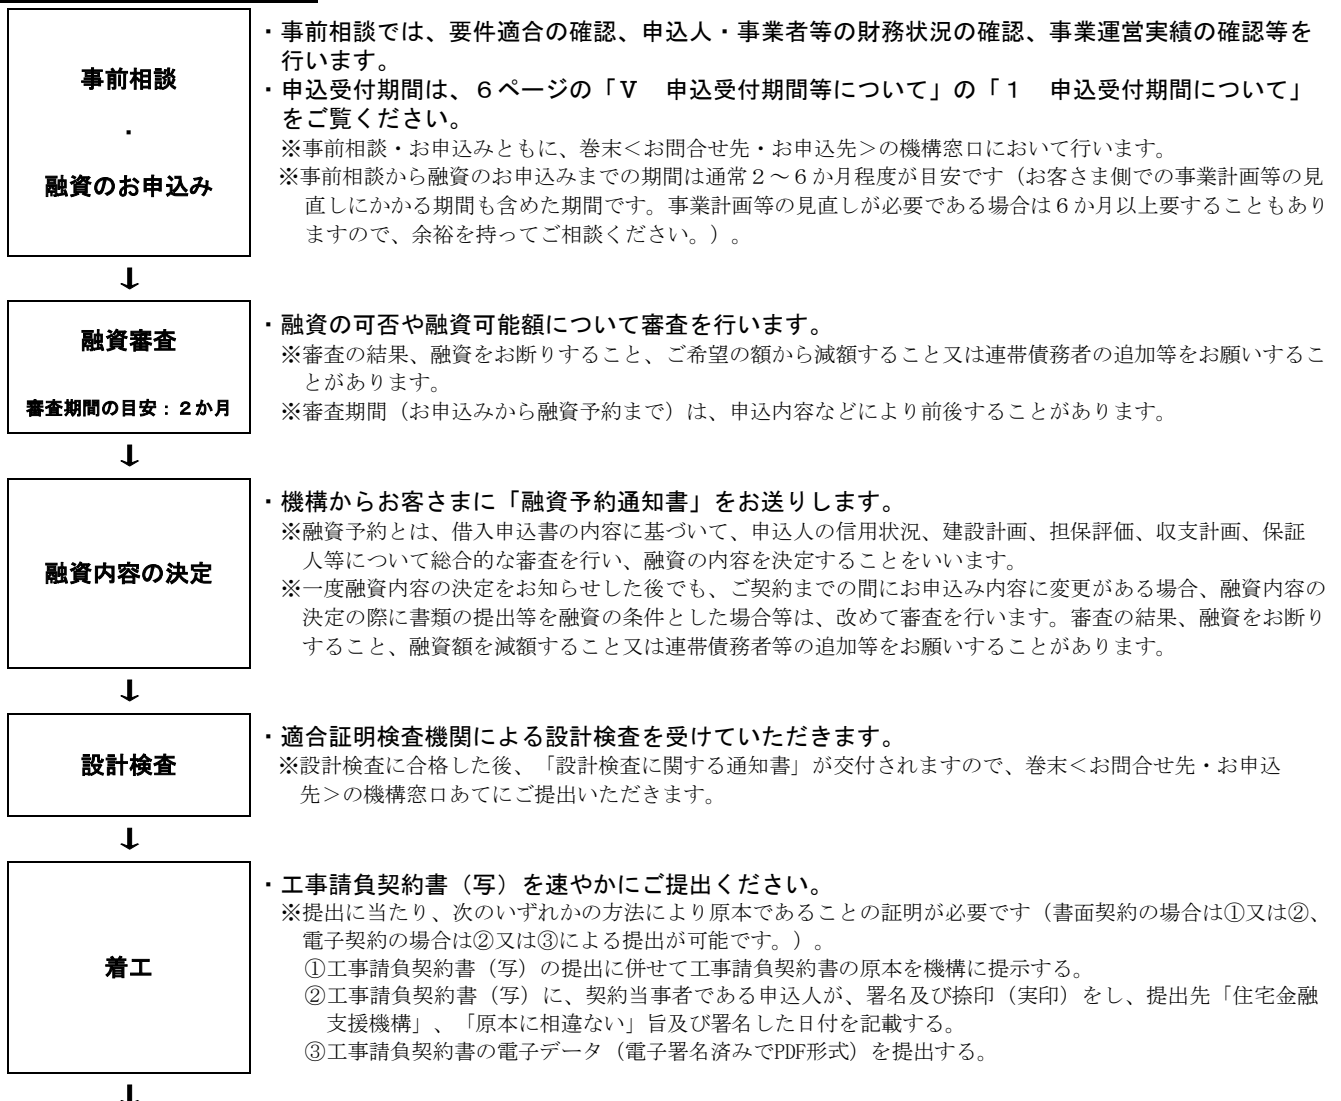 事前相談
・
融資のお申込み
・事前相談では、要件適合の確認、申込人・事業者等の財務状況の確認、事業運営実績の確認等を
行います。
・申込受付期間は、６ページの「Ⅴ　申込受付期間等について」の「１　申込受付期間について」
をご覧ください。
※事前相談・お申込みともに、巻末＜お問合せ先・お申込先＞の機構窓口において行います。
※事前相談から融資のお申込みまでの期間は通常２～６か月程度が目安です（お客さま側での事業計画等の見
直しにかかる期間も含めた期間です。事業計画等の見直しが必要である場合は６か月以上要することもあり
ますので、余裕を持ってご相談ください。）。
↓
融資審査
審査期間の目安：２か月
・融資の可否や融資可能額について審査を行います。
※審査の結果、融資をお断りすること、ご希望の額から減額すること又は連帯債務者の追加等をお願いするこ
とがあります。
※審査期間（お申込みから融資予約まで）は、申込内容などにより前後することがあります。
↓
融資内容の決定
・機構からお客さまに「融資予約通知書」をお送りします。
※融資予約とは、借入申込書の内容に基づいて、申込人の信用状況、建設計画、担保評価、収支計画、保証
人等について総合的な審査を行い、融資の内容を決定することをいいます。
※一度融資内容の決定をお知らせした後でも、ご契約までの間にお申込み内容に変更がある場合、融資内容の
決定の際に書類の提出等を融資の条件とした場合等は、改めて審査を行います。審査の結果、融資をお断り
すること、融資額を減額すること又は連帯債務者等の追加等をお願いすることがあります。
↓
設計検査
・適合証明検査機関による設計検査を受けていただきます。
※設計検査に合格した後、「設計検査に関する通知書」が交付されますので、巻末＜お問合せ先・お申込
先＞の機構窓口あてにご提出いただきます。
↓
着工
・工事請負契約書（写）を速やかにご提出ください。
※提出に当たり、次のいずれかの方法により原本であることの証明が必要です（書面契約の場合は①又は②、
電子契約の場合は②又は③による提出が可能です。）。
①工事請負契約書（写）の提出に併せて工事請負契約書の原本を機構に提示する。
②工事請負契約書（写）に、契約当事者である申込人が、署名及び捺印（実印）をし、提出先「住宅金融
支援機構」、「原本に相違ない」旨及び署名した日付を記載する。
③工事請負契約書の電子データ（電子署名済みでPDF形式）を提出する。
↓